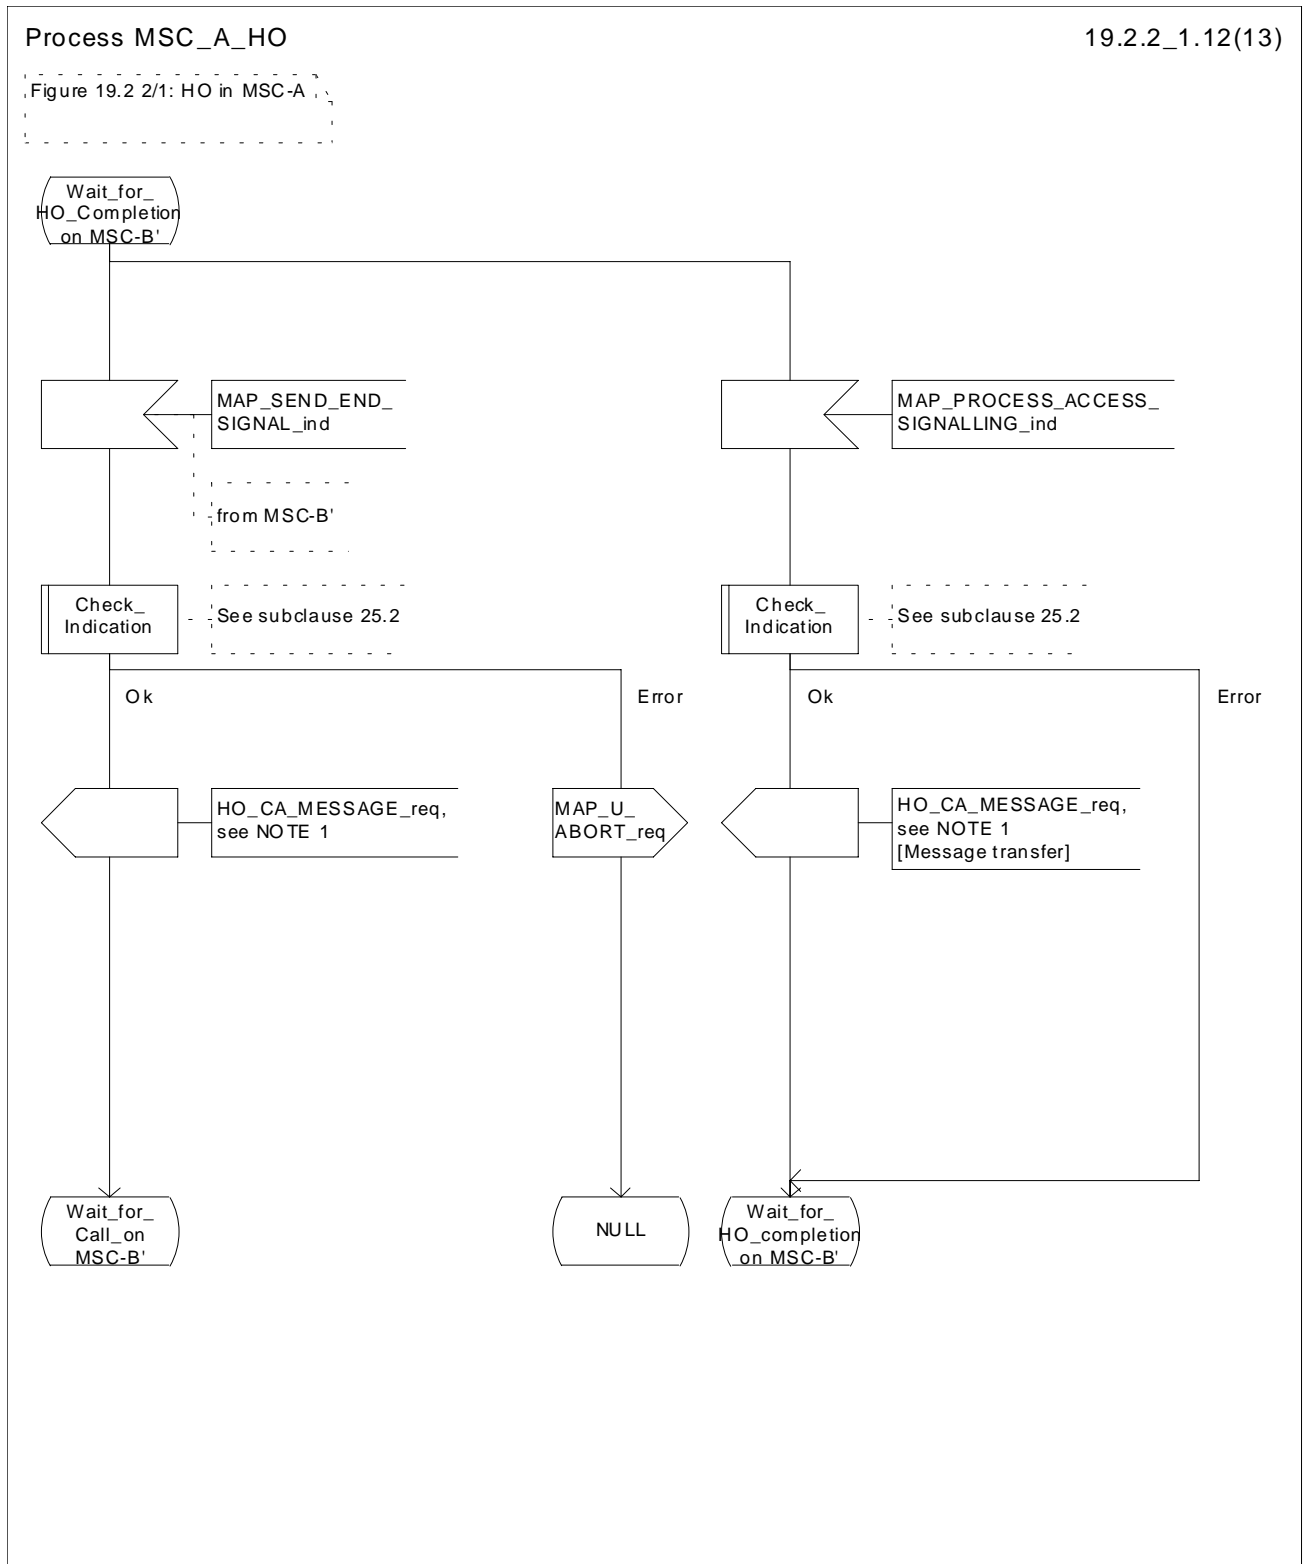 Process MSC_A_HO
19.2.2_1.12(13)
Figure 19.2 2/1: HO in MSC-A
Wait_for_
HO_Completion
on MSC-B'
MAP_SEND_END_
SIGNAL_ind
MAP_PROCESS_ACCESS_
SIGNALLING_ind
from MSC-B'
Check_
Indication
See subclause 25.2
Check_
Indication
See subclause 25.2
Ok
Error
Ok
Error
HO_CA_MESSAGE_req,
see NOTE 1
MAP_U_
ABORT_req
HO_CA_MESSAGE_req,
see NOTE 1
[Message transfer]
Wait_for_
Call_on
MSC-B'
NULL
Wait_for_
HO_completion
on MSC-B'